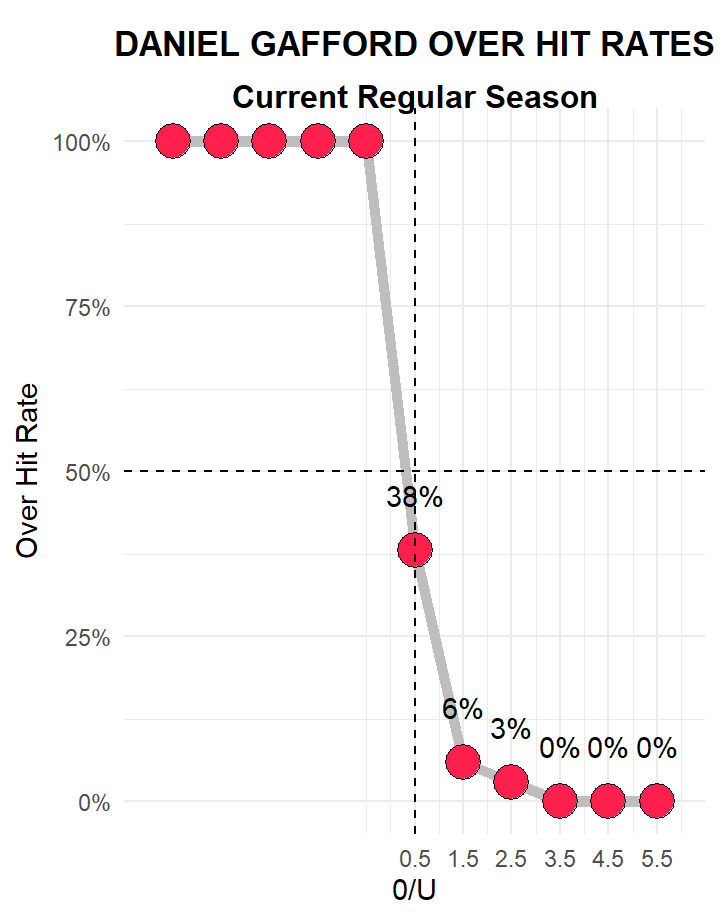 DANIEL GAFFORD OVER HIT RATES
Current Regular Season
100%
75%
50%
25%
0%
Over Hit Rate
38%
6%
3%
0% 0% 0%
0.5 1.5 2.5 3.5 4.5 5.5
0/U